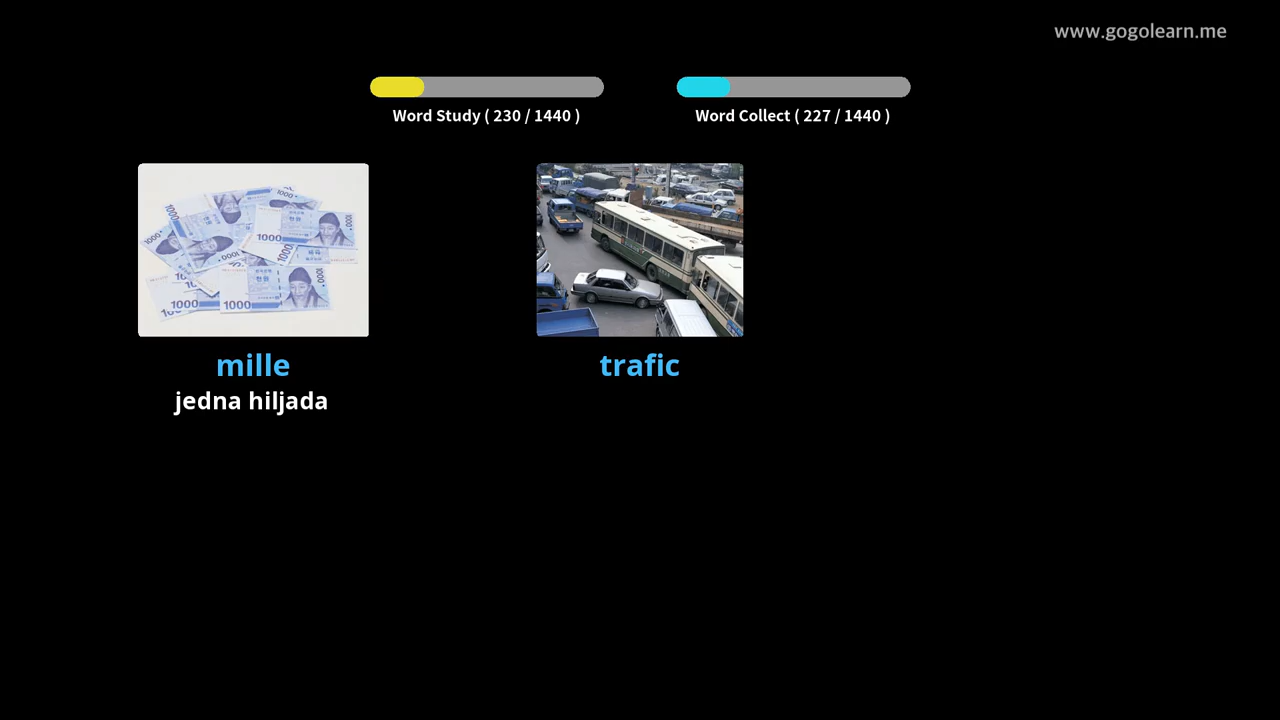 www.gogolearn.me
Word Study ( 230 / 1440 )
Word Collect ( 227 / 1440 )
mille
trafic
jedna hiljada